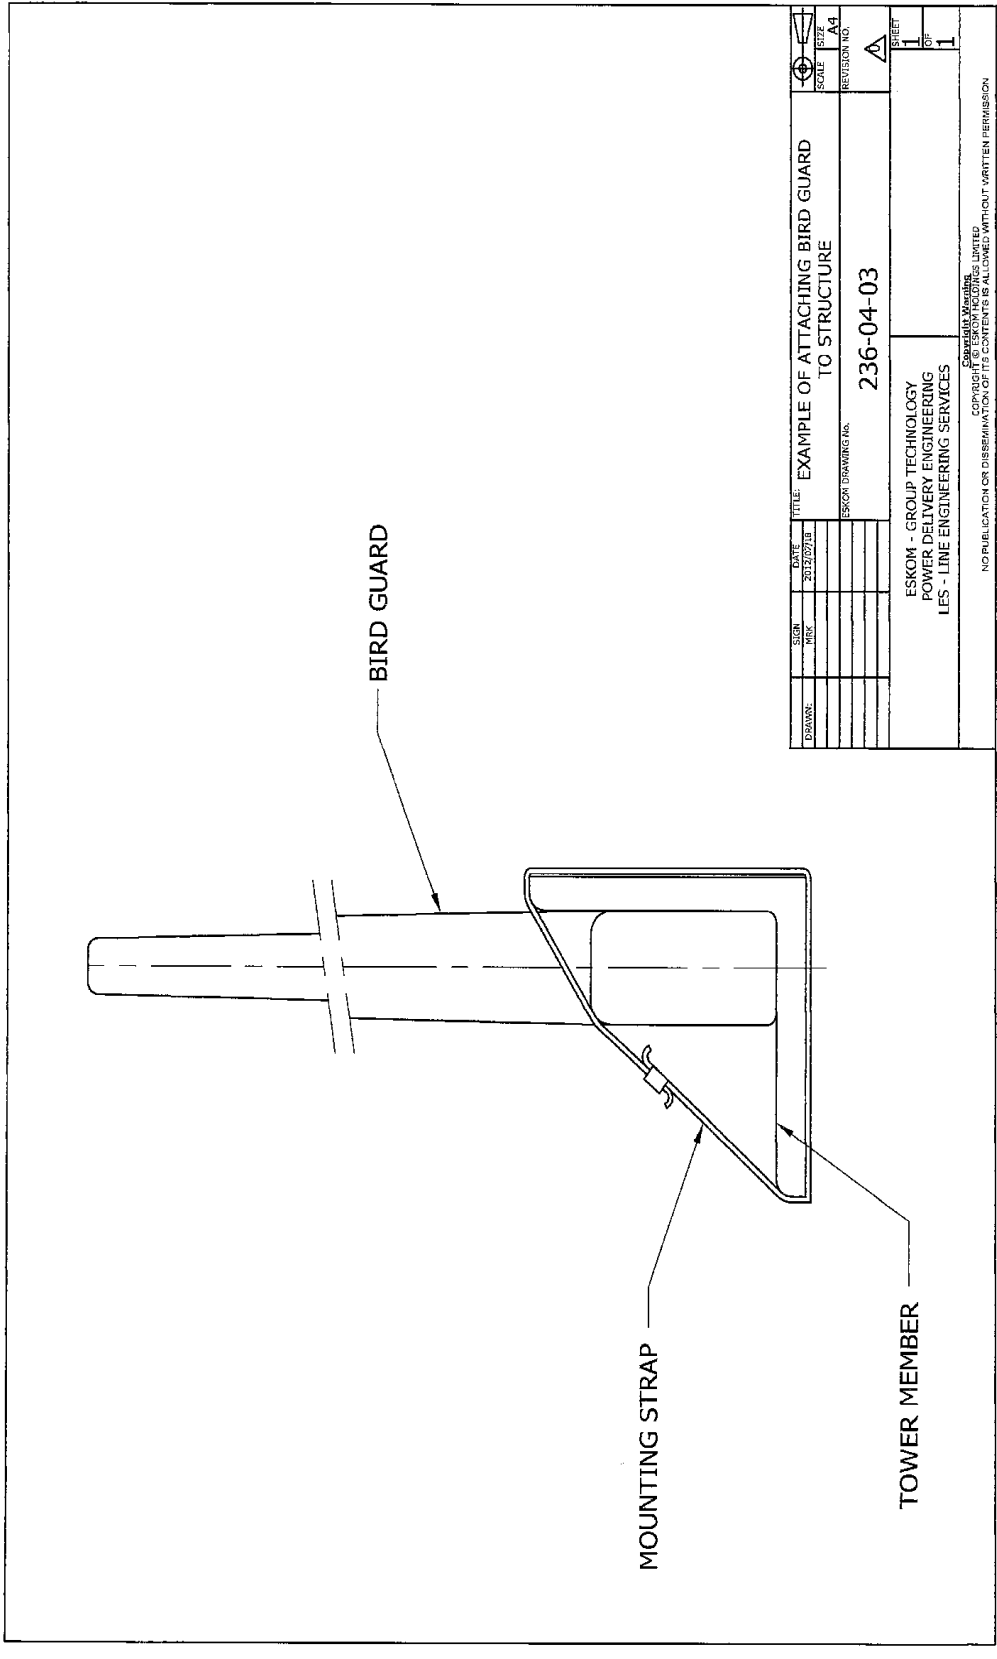 BIRD GUARD
MOUNTING STRAP
TOWER MEMBER
DRAWN:
SIGN
MRK
DATE
2012/07/18
TITLE:
EXAMPLE OF ATTACHING BIRD GUARD
TO STRUCTURE
SCALE
SIZE
A4
ESKOM DRAWING No.
236-04-03
REVISION NO.
0
ESKOM - GROUP TECHNOLOGY
POWER DELIVERY ENGINEERING
LES - LINE ENGINEERING SERVICES
SHEET
1
OF
1
Copyright Warning
COPYRIGHT © ESKOM HOLDINGS LIMITED
NO PUBLICATION OR DISSEMINATION OF ITS CONTENTS IS ALLOWED WITHOUT WRITTEN PERMISSION